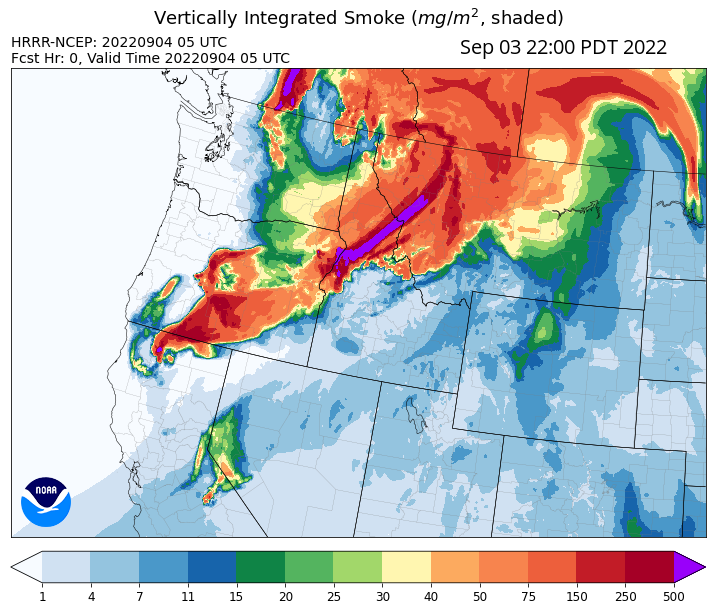 Vertically Integrated Smoke (mg/m², shaded)
HRRR-NCEP: 20220904 05 UTC
Fcst Hr: 0, Valid Time 20220904 05 UTC
Sep 03 22:00 PDT 2022
NOAA
1 4 7 11 15 20 25 30 40 50 75 150 250 500